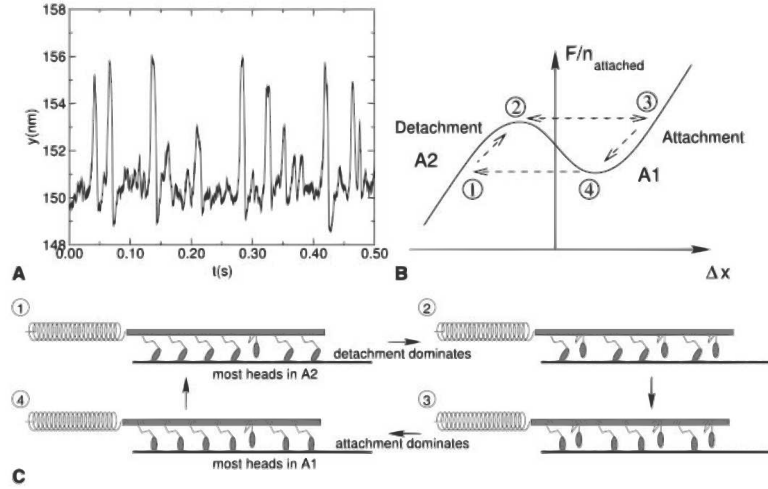 158
156
154
152
150
148
y(nm)
0.00 0.10 0.20 0.30 0.40 0.50
t(s)
A
F/n attached
2
3
Detachment
Attachment
A2
A1
1
4
B
Δx
1
2
most heads in A2
detachment dominates
4
3
most heads in A1
attachment dominates
C